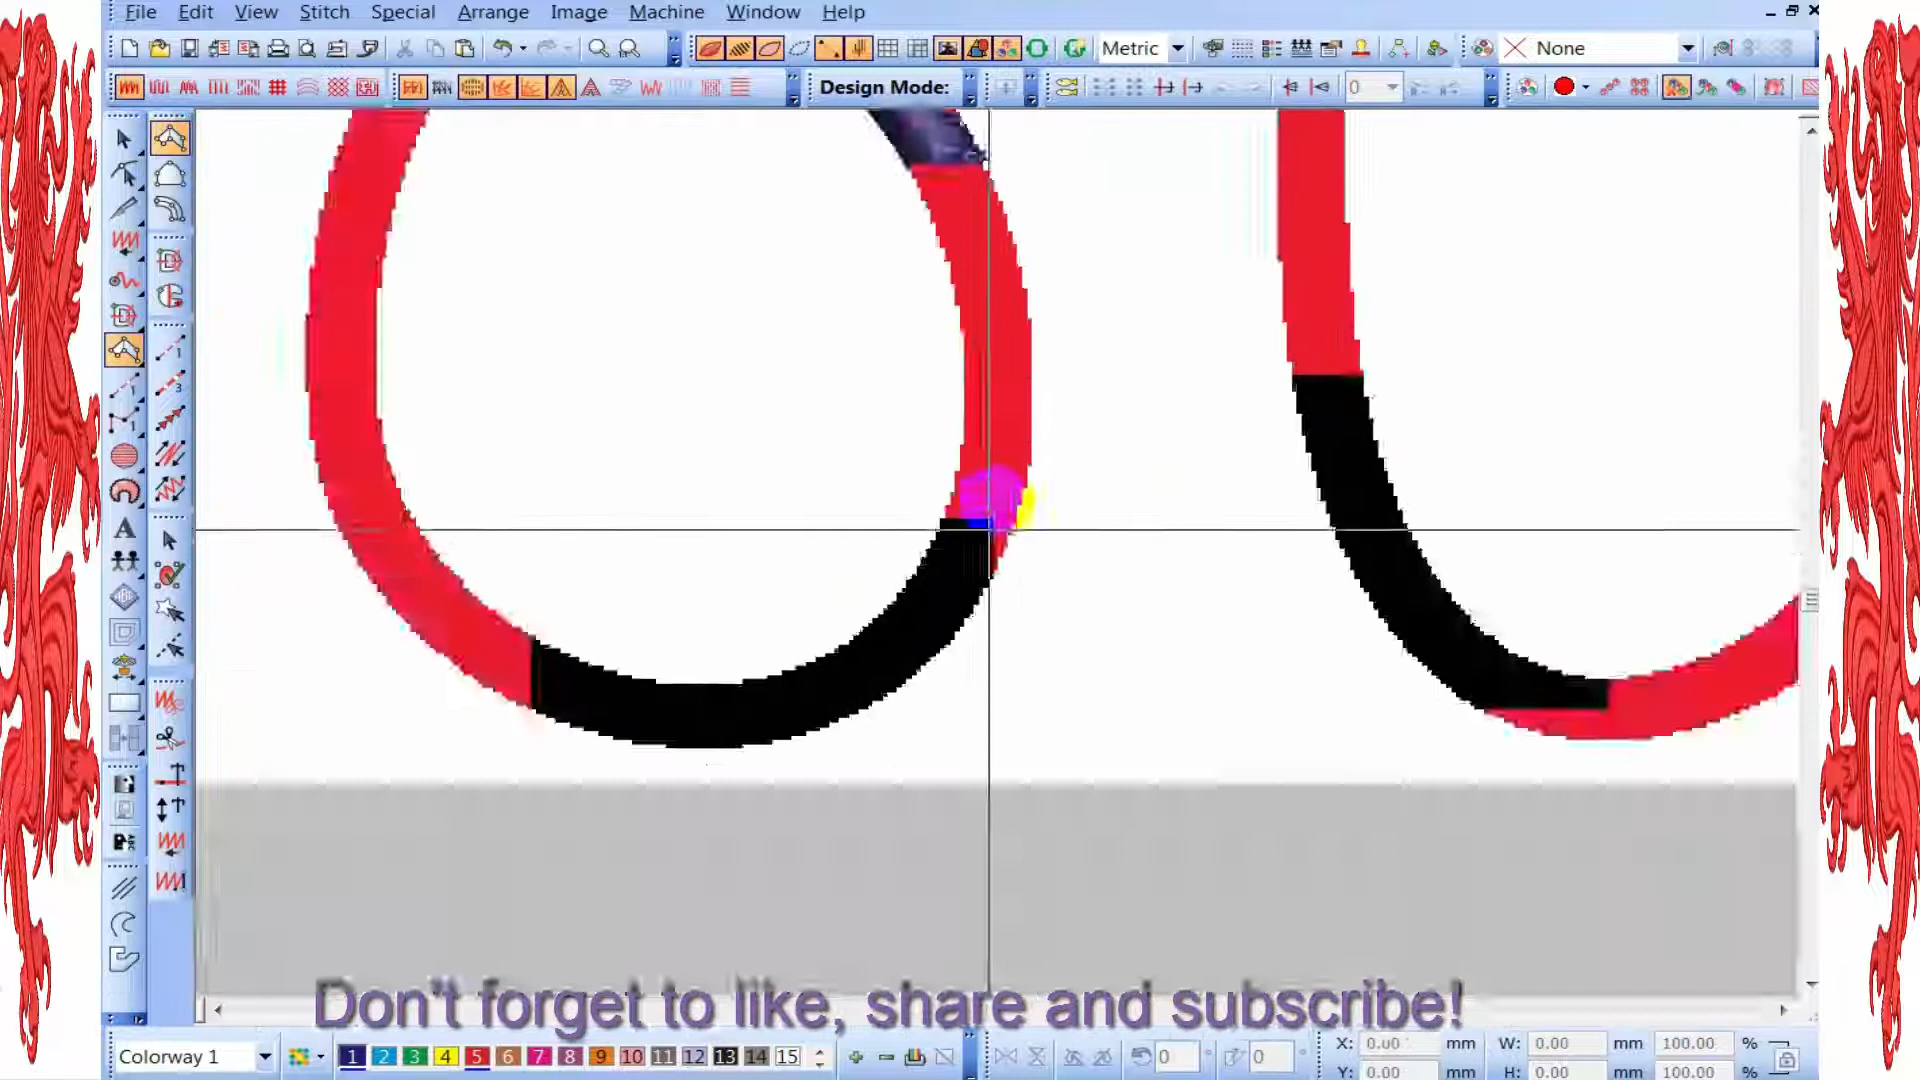 File Edit View Stitch Special Arrange Image Machine Window Help
Metric None
Design Mode: 0
A
Don't forget to like, share and subscribe!
Colorway 1 1 2 3 4 5 6 7 8 9 10 11 12 13 14 15 0 0 X: 0.00 mm W: 0.00 mm 100.00 %
Y: 0.00 mm H: 0.00 mm 100.00 %